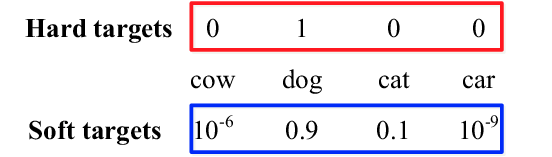 Hard targets 0 1 0 0
cow dog cat car
Soft targets 10⁻⁶ 0.9 0.1 10⁻⁹